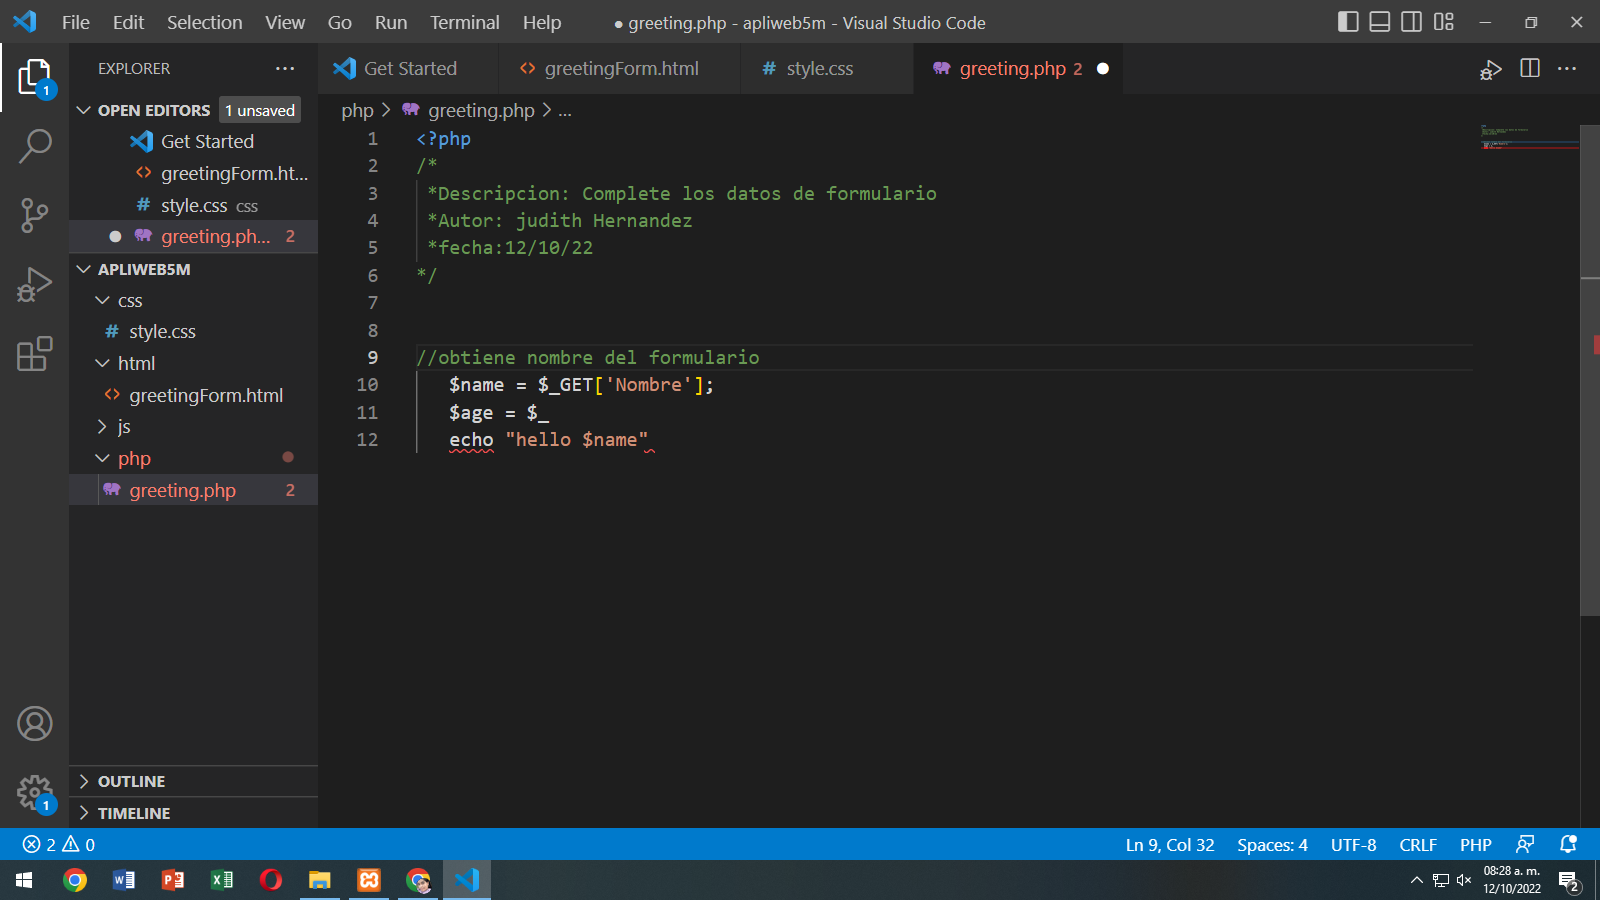 File Edit Selection View Go Run Terminal Help ● greeting.php - apliweb5m - Visual Studio Code
EXPLORER
Get Started
greetingForm.html
style.css
greeting.php 2
OPEN EDITORS 1 unsaved
Get Started
greetingForm.ht...
style.css css
greeting.ph... 2
APLIWEB5M
css
style.css
html
greetingForm.html
js
php
greeting.php 2
OUTLINE
TIMELINE
1
1
php > greeting.php > ...
1 <?php
2 /*
3 *Descripcion: Complete los datos de formulario
4 *Autor: judith Hernandez
5 *fecha:12/10/22
6 */
7
8
9 //obtiene nombre del formulario
10 $name = $_GET['Nombre'];
11 $age = $_
12 echo "hello $name"
2 0
Ln 9, Col 32 Spaces: 4 UTF-8 CRLF PHP
08:28 a. m.
12/10/2022
2